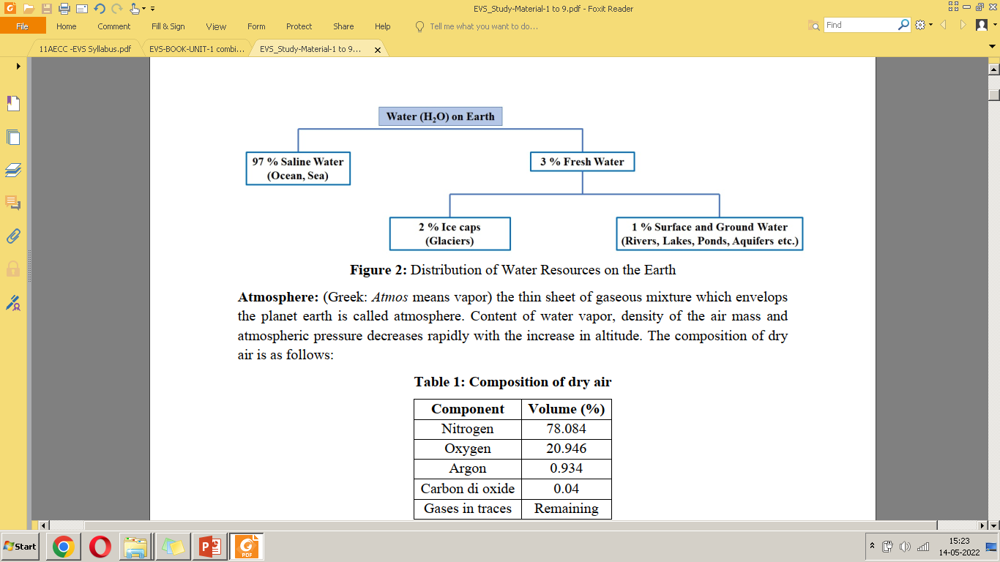 EVS_Study-Material-1 to 9.pdf - Foxit Reader
File Home Comment Fill & Sign View Form Protect Share Help Tell me what you want to do... Find
11AECC -EVS Syllabus.pdf EVS-BOOK-UNIT-1 combi... EVS_Study-Material-1 to 9...
Water (H₂O) on Earth
97 % Saline Water
(Ocean, Sea)
3 % Fresh Water
2 % Ice caps
(Glaciers)
1 % Surface and Ground Water
(Rivers, Lakes, Ponds, Aquifers etc.)
Figure 2: Distribution of Water Resources on the Earth
Atmosphere: (Greek: Atmos means vapor) the thin sheet of gaseous mixture which envelops
the planet earth is called atmosphere. Content of water vapor, density of the air mass and
atmospheric pressure decreases rapidly with the increase in altitude. The composition of dry
air is as follows:
Table 1: Composition of dry air
Component Volume (%)
Nitrogen 78.084
Oxygen 20.946
Argon 0.934
Carbon di oxide 0.04
Gases in traces Remaining
Start
PDF
15:23
14-05-2022